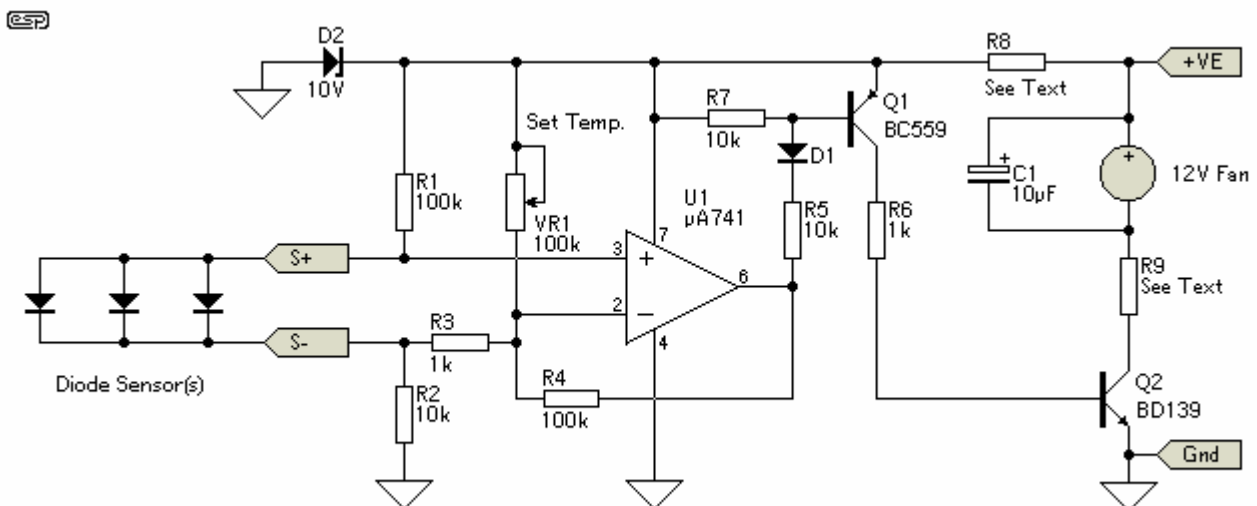 esp
D2
10V
R8
See Text
+VE
R7
10k
Q1
BC559
Set Temp.
D1
C1
+
10µF
+
12V Fan
R1
100k
VR1
100k
U1
µA741
R5
10k
R6
1k
S+
3
+
7
6
R9
See Text
2
−
4
S-
R3
1k
Diode Sensor(s)
R2
10k
R4
100k
Q2
BD139
Gnd